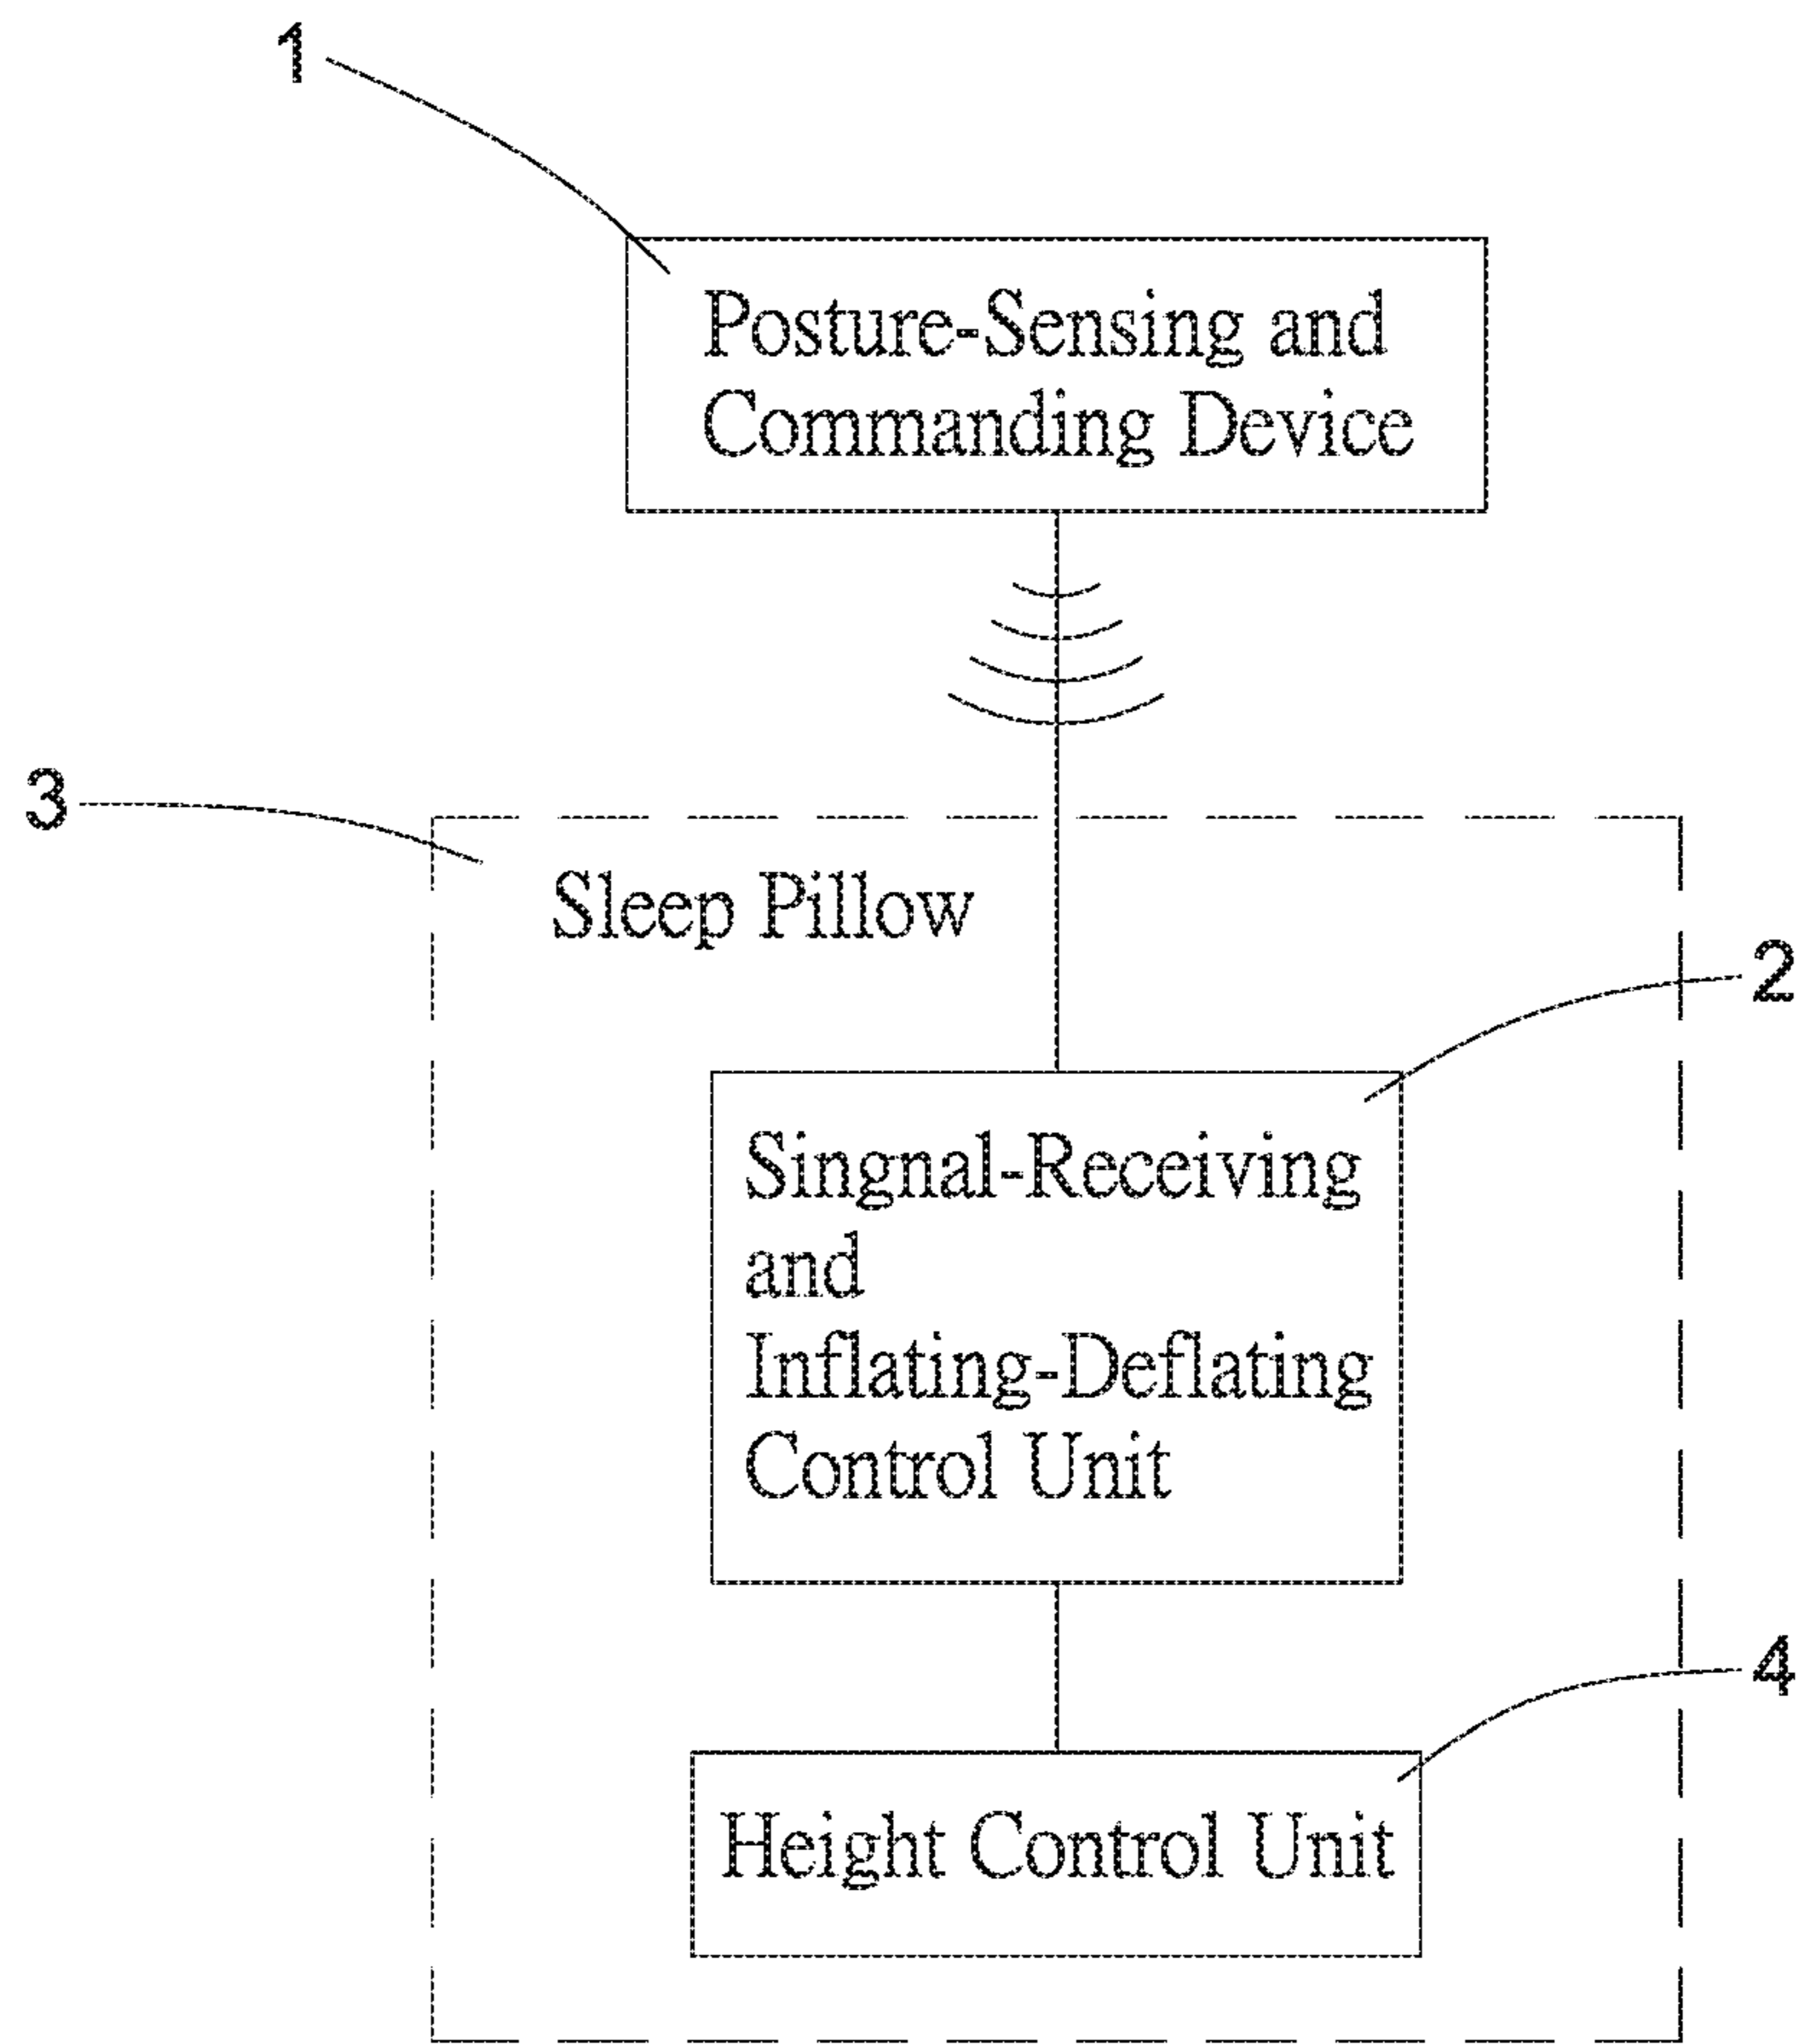 1
Posture-Sensing and
Commanding Device
3
Sleep Pillow
2
Singnal-Receiving
and
Inflating-Deflating
Control Unit
4
Height Control Unit